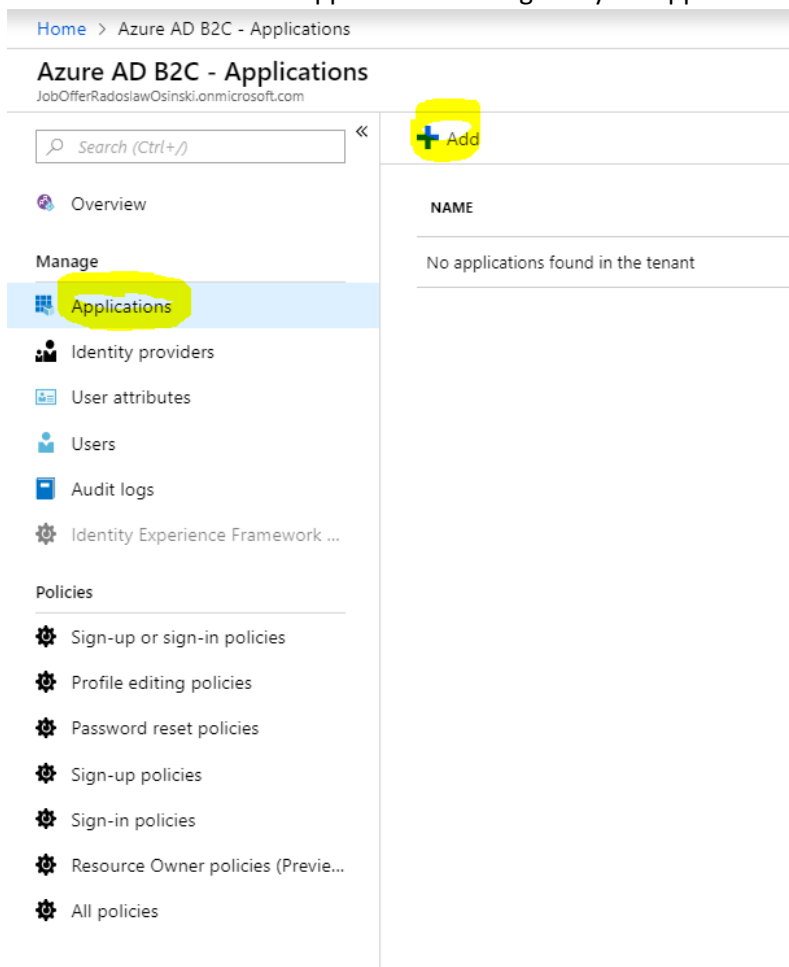 Home > Azure AD B2C - Applications
Azure AD B2C - Applications
JobOfferRadoslawOsinski.onmicrosoft.com
Search (Ctrl+/)
«
Add
Overview
NAME
Manage
No applications found in the tenant
Applications
Identity providers
User attributes
Users
Audit logs
Identity Experience Framework ...
Policies
Sign-up or sign-in policies
Profile editing policies
Password reset policies
Sign-up policies
Sign-in policies
Resource Owner policies (Previe...
All policies